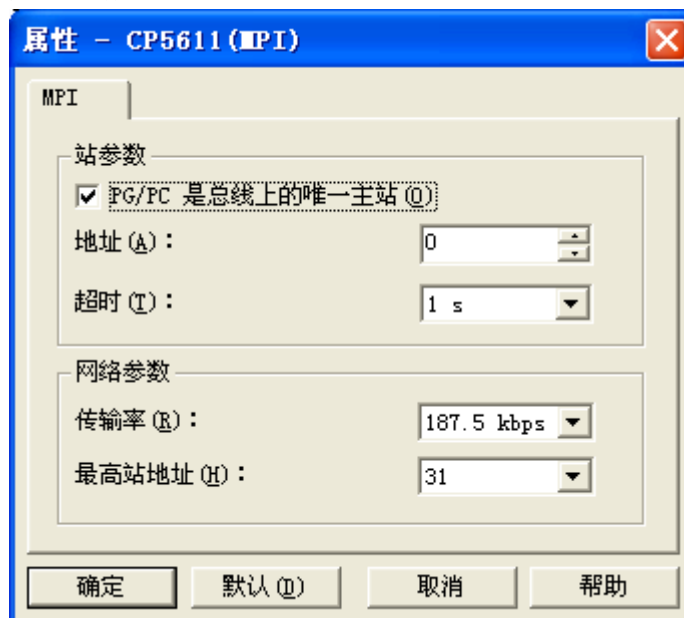 属性 - CP5611(MPI)
MPI
站参数
PG/PC 是总线上的唯一主站(O)
地址(A)：
0
超时(T)：
1 s
网络参数
传输率(R)：
187.5 kbps
最高站地址(H)：
31
确定 默认(D) 取消 帮助